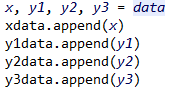 x, y1, y2, y3 = data
xdata.append(x)
y1data.append(y1)
y2data.append(y2)
y3data.append(y3)